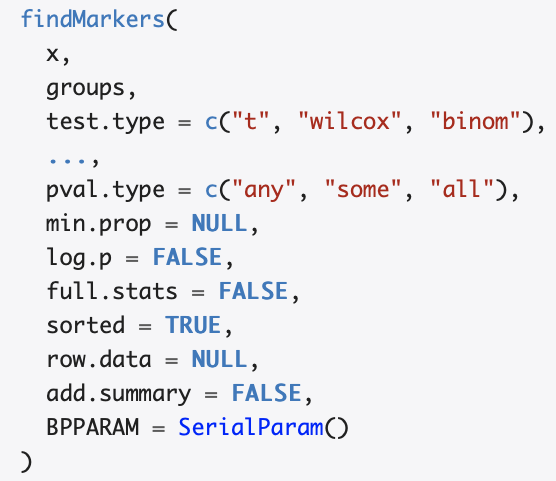 findMarkers(
  x,
  groups,
  test.type = c("t", "wilcox", "binom"),
  ...,
  pval.type = c("any", "some", "all"),
  min.prop = NULL,
  log.p = FALSE,
  full.stats = FALSE,
  sorted = TRUE,
  row.data = NULL,
  add.summary = FALSE,
  BPPARAM = SerialParam()
)